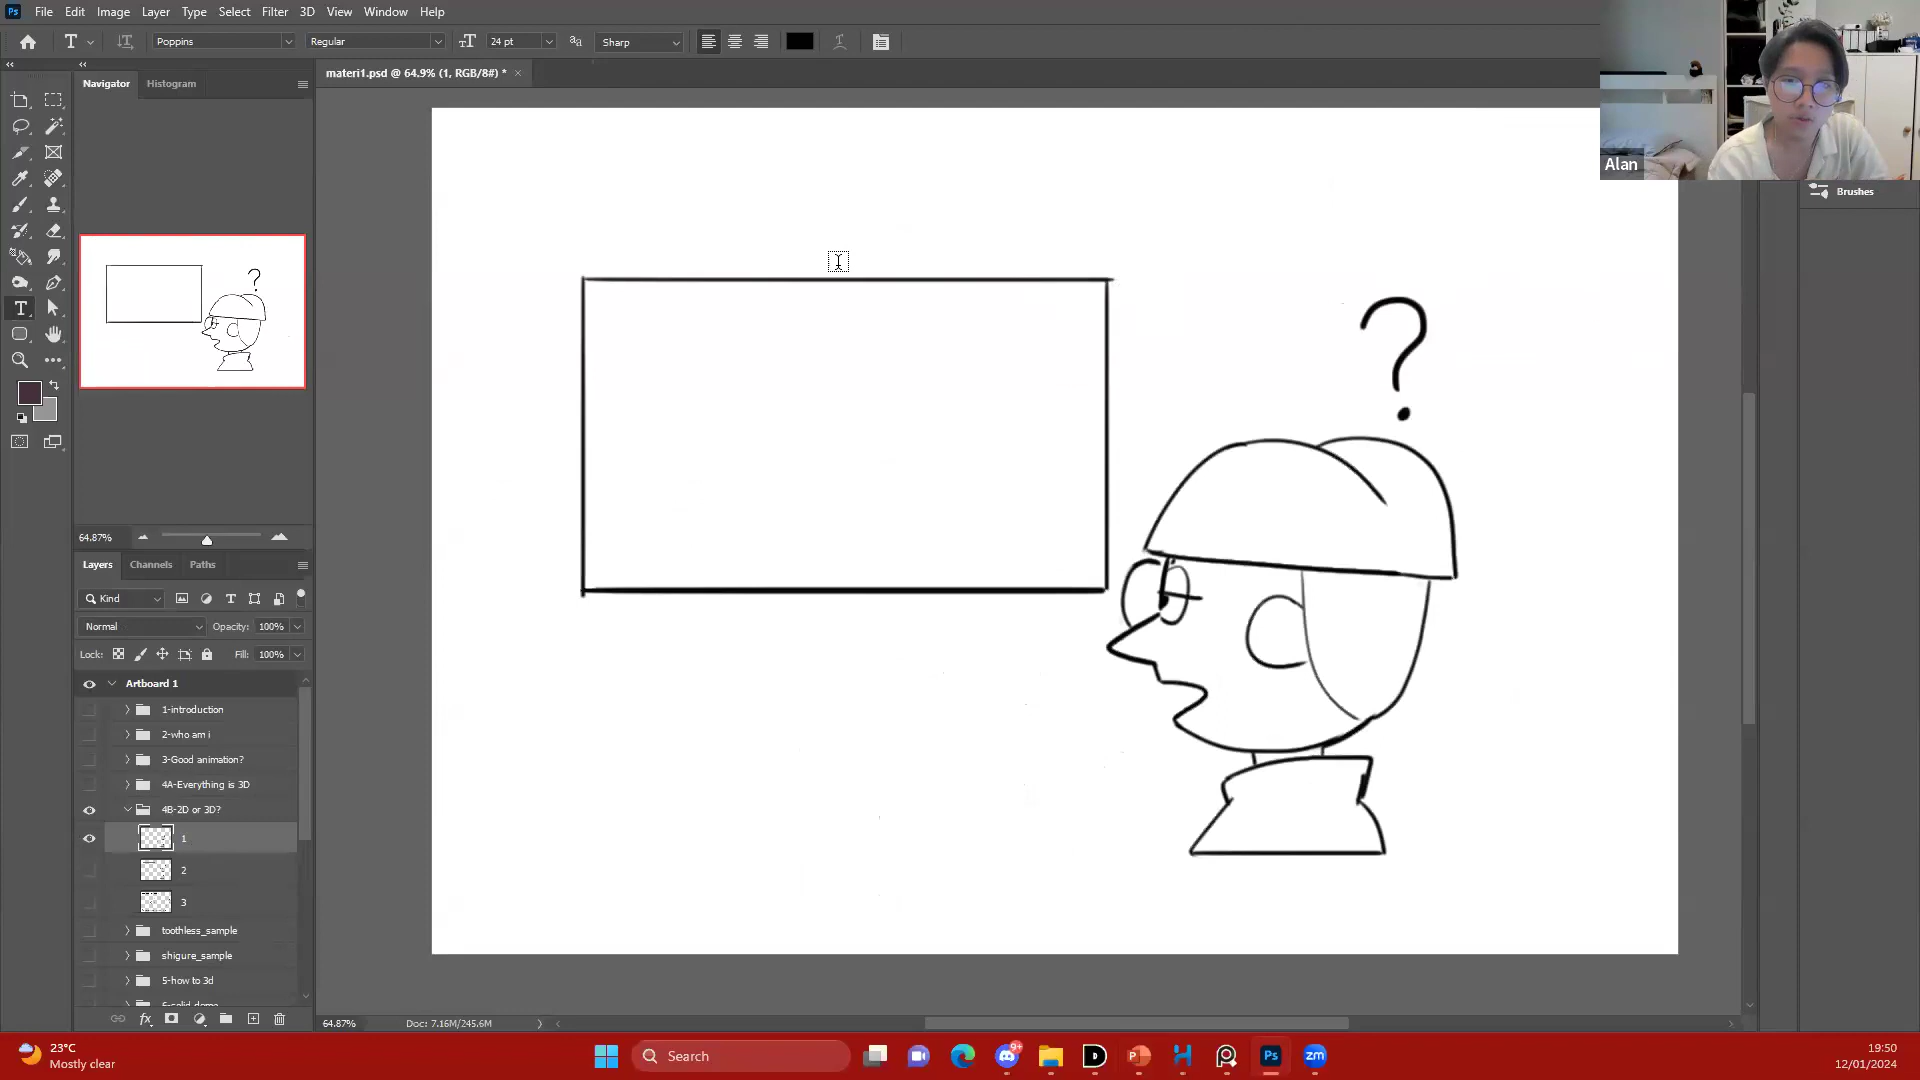 File Edit Image Layer Type Select Filter 3D View Window Help
Poppins Regular 24 pt Sharp
Navigator Histogram
materi1.psd @ 64.9% (1, RGB/8#) *
Alan
Brushes
?
64.87%
Layers Channels Paths
Kind
Normal Opacity: 100%
Lock: Fill: 100%
Artboard 1
1-introduction
2-who am i
3-Good animation?
4A-Everything is 3D
4B-2D or 3D?
1
2
3
toothless_sample
shigure_sample
5-how to 3d
64.87% Doc: 7.16M/245.6M
23°C
Mostly clear
Search
19:50
12/01/2024